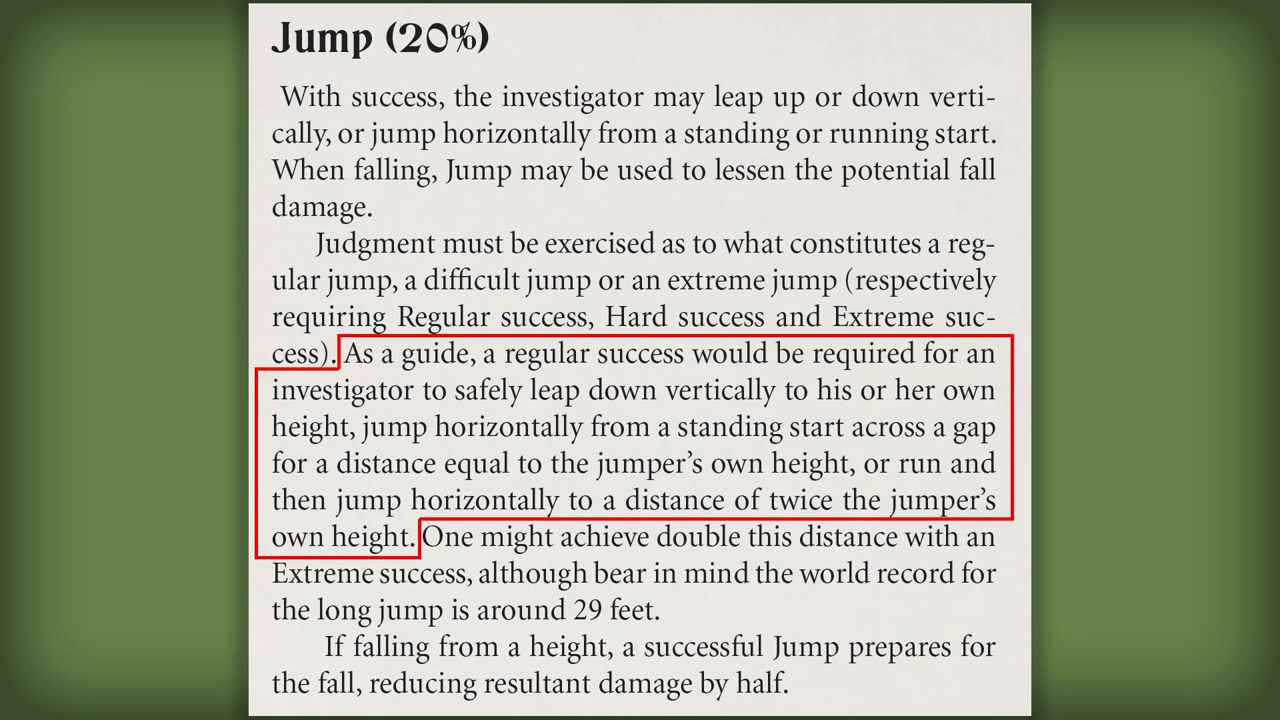 Jump (20%)
With success, the investigator may leap up or down verti-
cally, or jump horizontally from a standing or running start.
When falling, Jump may be used to lessen the potential fall
damage.
Judgment must be exercised as to what constitutes a reg-
ular jump, a difficult jump or an extreme jump (respectively
requiring Regular success, Hard success and Extreme suc-
cess). As a guide, a regular success would be required for an
investigator to safely leap down vertically to his or her own
height, jump horizontally from a standing start across a gap
for a distance equal to the jumper’s own height, or run and
then jump horizontally to a distance of twice the jumper’s
own height. One might achieve double this distance with an
Extreme success, although bear in mind the world record for
the long jump is around 29 feet.
If falling from a height, a successful Jump prepares for
the fall, reducing resultant damage by half.